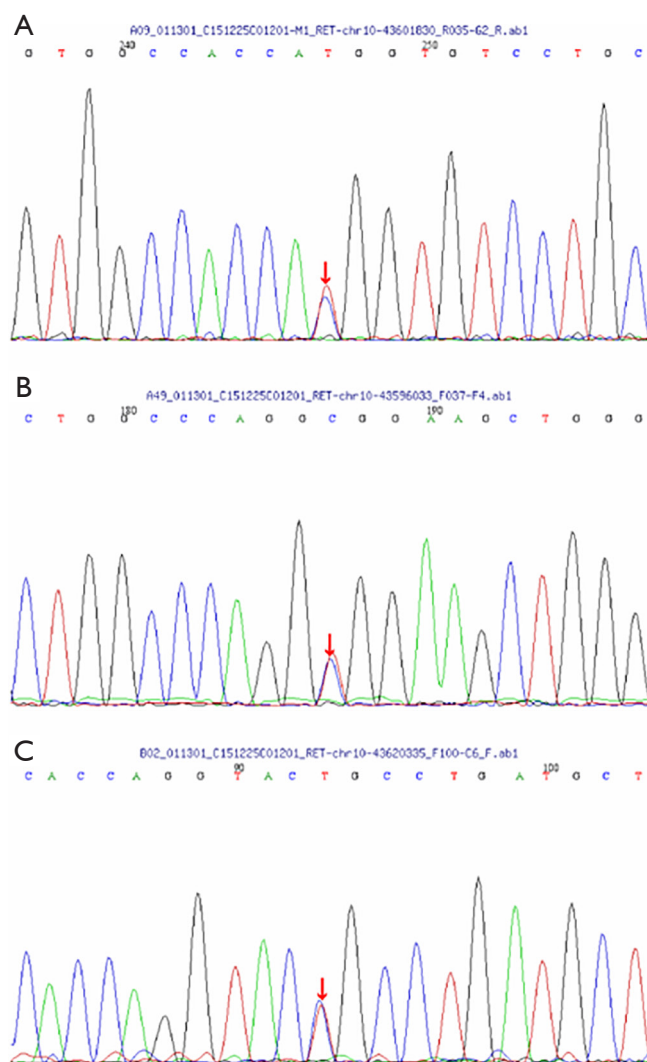 A
A09_011301_C151225C01201-M1_RET-chr10-43601830_R035-G2_R.ab1
240 250
G T G G C C A C C A T G G T G T C C T G C
B
A49_011301_C151225C01201_RET-chr10-43596033_F037-F4.ab1
180 190
C T G G C C C A G G C G G A A G C T G G G
C
B02_011301_C151225C01201_RET-chr10-43620335_F100-C6_F.ab1
90 100
C A C C A G G T A C T G C C T G A T G C T